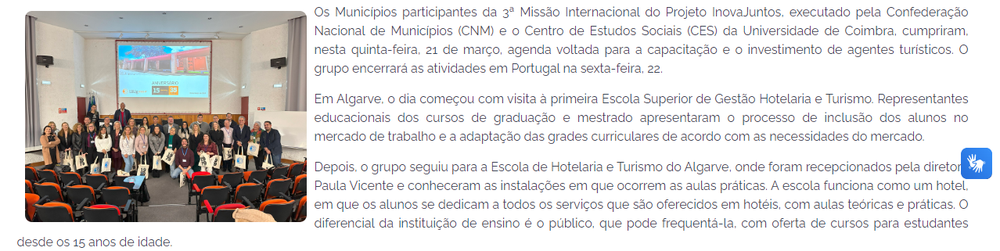 Os Municípios participantes da 3ª Missão Internacional do Projeto InovaJuntos, executado pela Confederação
Nacional de Municípios (CNM) e o Centro de Estudos Sociais (CES) da Universidade de Coimbra, cumpriram,
nesta quinta-feira, 21 de março, agenda voltada para a capacitação e o investimento de agentes turísticos. O
grupo encerrará as atividades em Portugal na sexta-feira, 22.
Em Algarve, o dia começou com visita à primeira Escola Superior de Gestão Hotelaria e Turismo. Representantes
educacionais dos cursos de graduação e mestrado apresentaram o processo de inclusão dos alunos no
mercado de trabalho e a adaptação das grades curriculares de acordo com as necessidades do mercado.
Depois, o grupo seguiu para a Escola de Hotelaria e Turismo do Algarve, onde foram recepcionados pela diretor
Paula Vicente e conheceram as instalações em que ocorrem as aulas práticas. A escola funciona como um hotel,
em que os alunos se dedicam a todos os serviços que são oferecidos em hotéis, com aulas teóricas e práticas. O
diferencial da instituição de ensino é o público, que pode frequentá-la, com oferta de cursos para estudantes
desde os 15 anos de idade.
ANIVERSÁRIO
15 35